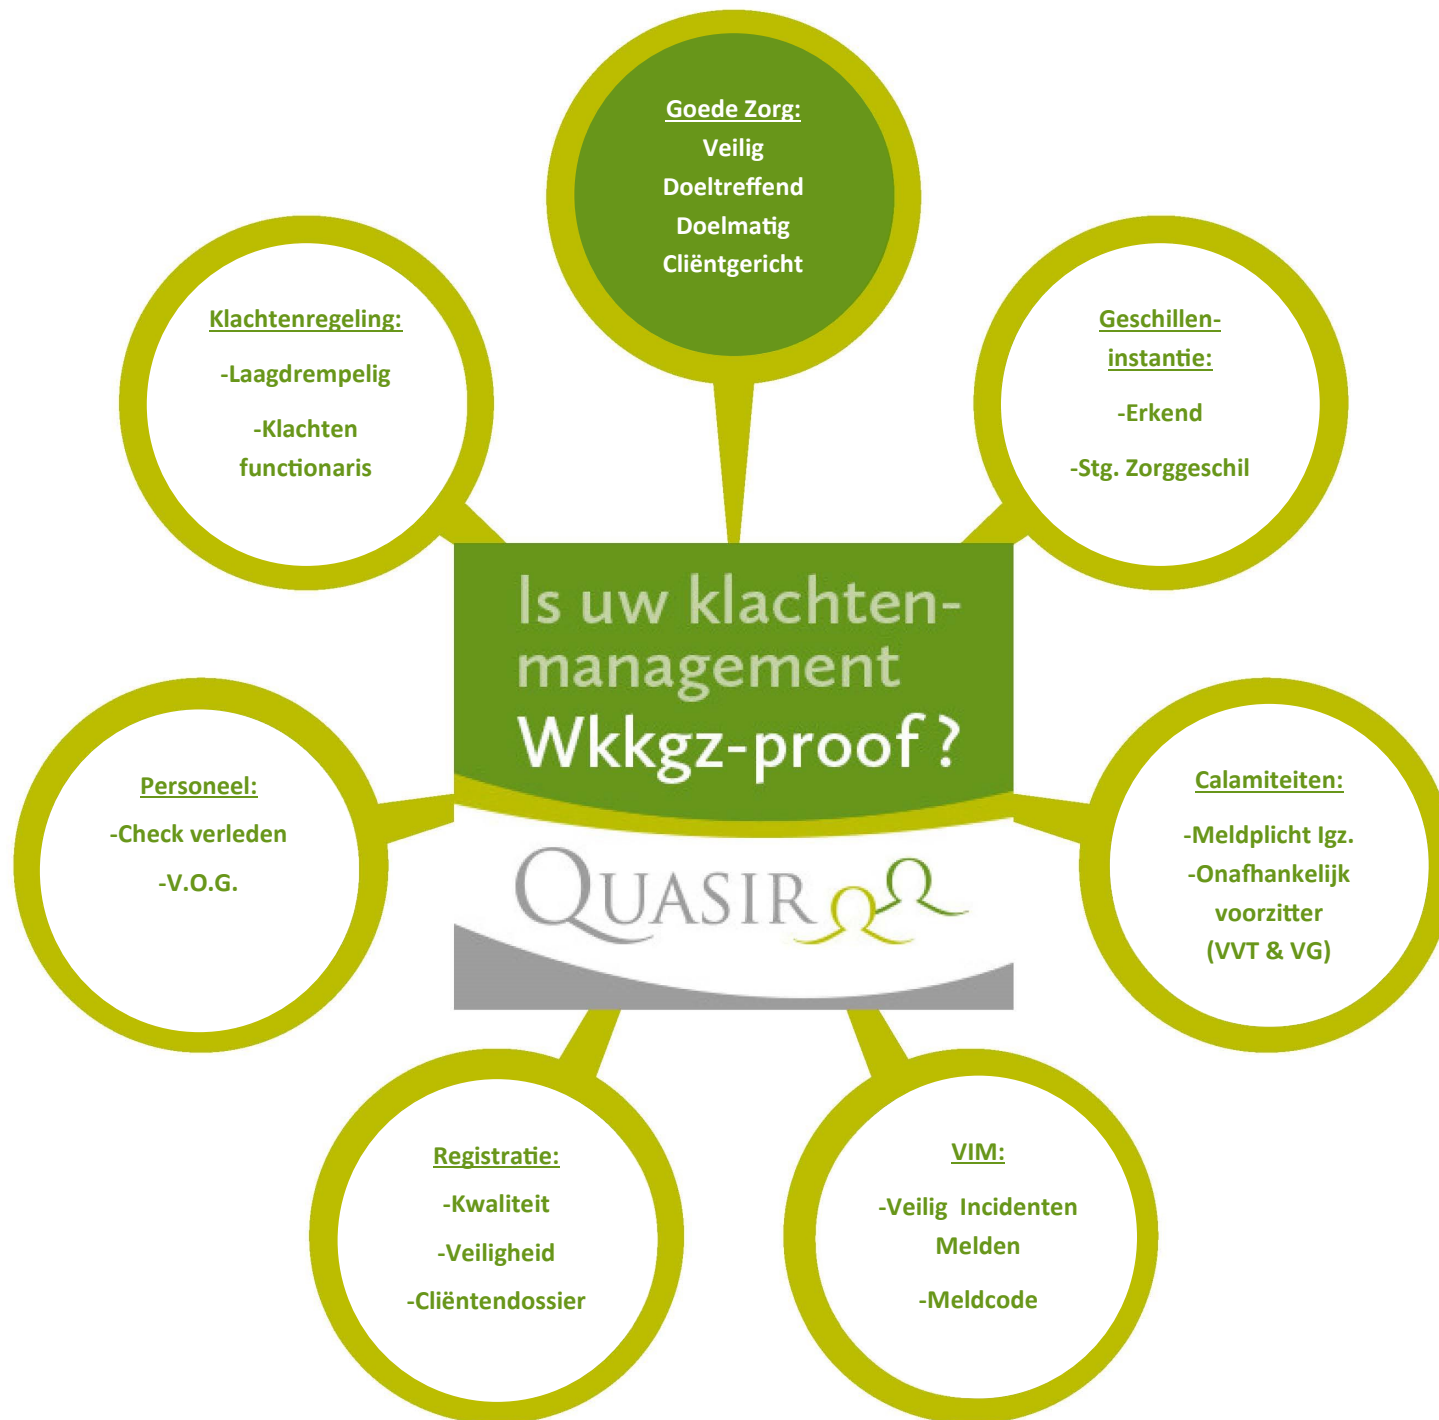 Goede Zorg:
Veilig
Doeltreffend
Doelmatig
Cliëntgericht
Klachtenregeling:
-Laagdrempelig
-Klachten
functionaris
Geschillen-
instantie:
-Erkend
-Stg. Zorggeschil
Is uw klachten-
management
Wkkgz-proof ?
QUASIR
Personeel:
-Check verleden
-V.O.G.
Calamiteiten:
-Meldplicht Igz.
-Onafhankelijk
voorzitter
(VVT & VG)
Registratie:
-Kwaliteit
-Veiligheid
-Cliëntendossier
VIM:
-Veilig Incidenten
Melden
-Meldcode